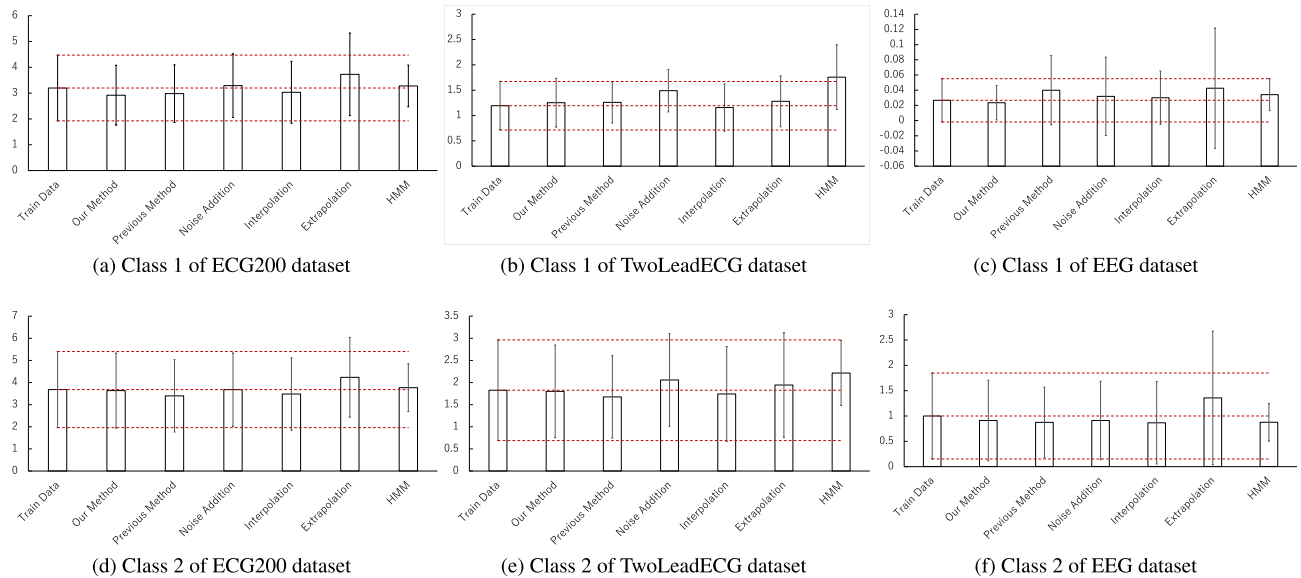 6
5
4
3
2
1
0
Train Data
Our Method
Previous Method
Noise Addition
Interpolation
Extrapolation
HMM
(a) Class 1 of ECG200 dataset
3
2.5
2
1.5
1
0.5
0
Train Data
Our Method
Previous Method
Noise Addition
Interpolation
Extrapolation
HMM
(b) Class 1 of TwoLeadECG dataset
0.14
0.12
0.1
0.08
0.06
0.04
0.02
0
-0.02
-0.04
-0.06
Train Data
Our Method
Previous Method
Noise Addition
Interpolation
Extrapolation
HMM
(c) Class 1 of EEG dataset
7
6
5
4
3
2
1
0
Train Data
Our Method
Previous Method
Noise Addition
Interpolation
Extrapolation
HMM
(d) Class 2 of ECG200 dataset
3.5
3
2.5
2
1.5
1
0.5
0
Train Data
Our Method
Previous Method
Noise Addition
Interpolation
Extrapolation
HMM
(e) Class 2 of TwoLeadECG dataset
3
2.5
2
1.5
1
0.5
0
Train Data
Our Method
Previous Method
Noise Addition
Interpolation
Extrapolation
HMM
(f) Class 2 of EEG dataset